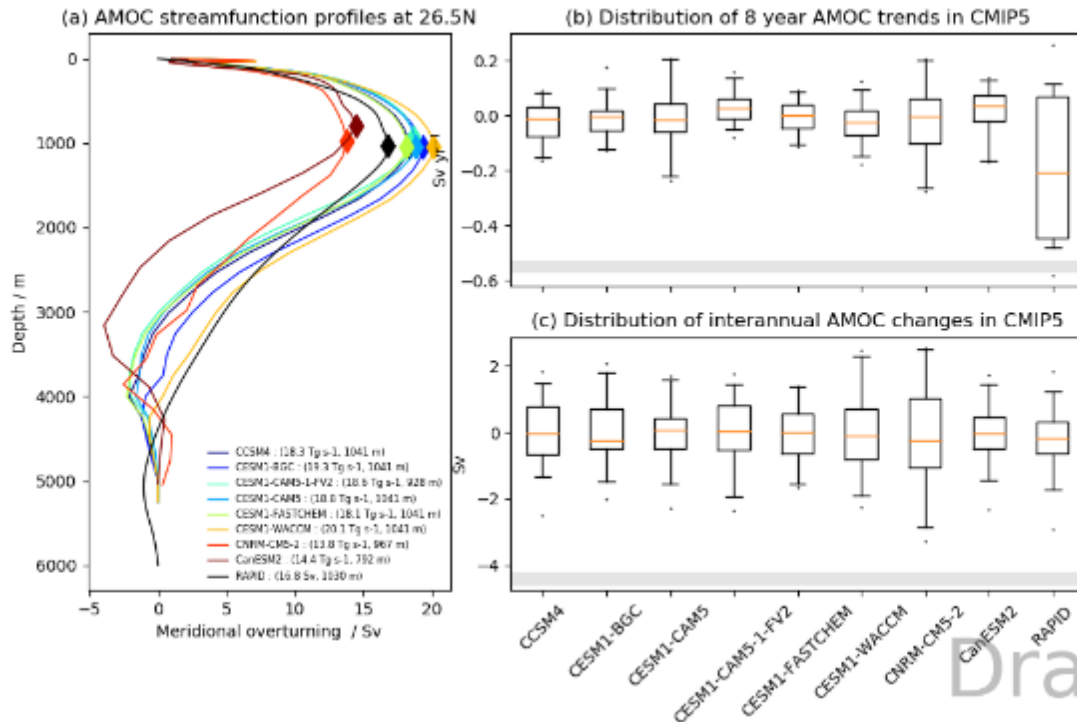 (a) AMOC streamfunction profiles at 26.5N
0
1000
2000
3000
4000
5000
6000
Depth / m
−5 0 5 10 15 20
Meridional overturning / Sv
CCSM4 : (18.3 Tg s-1, 1041 m)
CESM1-BGC : (19.3 Tg s-1, 1041 m)
CESM1-CAM5-1-FV2 : (18.6 Tg s-1, 928 m)
CESM1-CAM5 : (18.8 Tg s-1, 1041 m)
CESM1-FASTCHEM : (18.1 Tg s-1, 1041 m)
CESM1-WACCM : (20.1 Tg s-1, 1041 m)
CNRM-CM5-2 : (13.8 Tg s-1, 967 m)
CanESM2 : (14.4 Tg s-1, 792 m)
RAPID : (16.8 Sv, 1030 m)
(b) Distribution of 8 year AMOC trends in CMIP5
0.2
0.0
−0.2
−0.4
−0.6
Sv yr
(c) Distribution of interannual AMOC changes in CMIP5
2
0
−2
−4
Sv
CCSM4
CESM1-BGC
CESM1-CAM5
CESM1-CAM5-1-FV2
CESM1-FASTCHEM
CESM1-WACCM
CNRM-CM5-2
CanESM2
RAPID
Dra